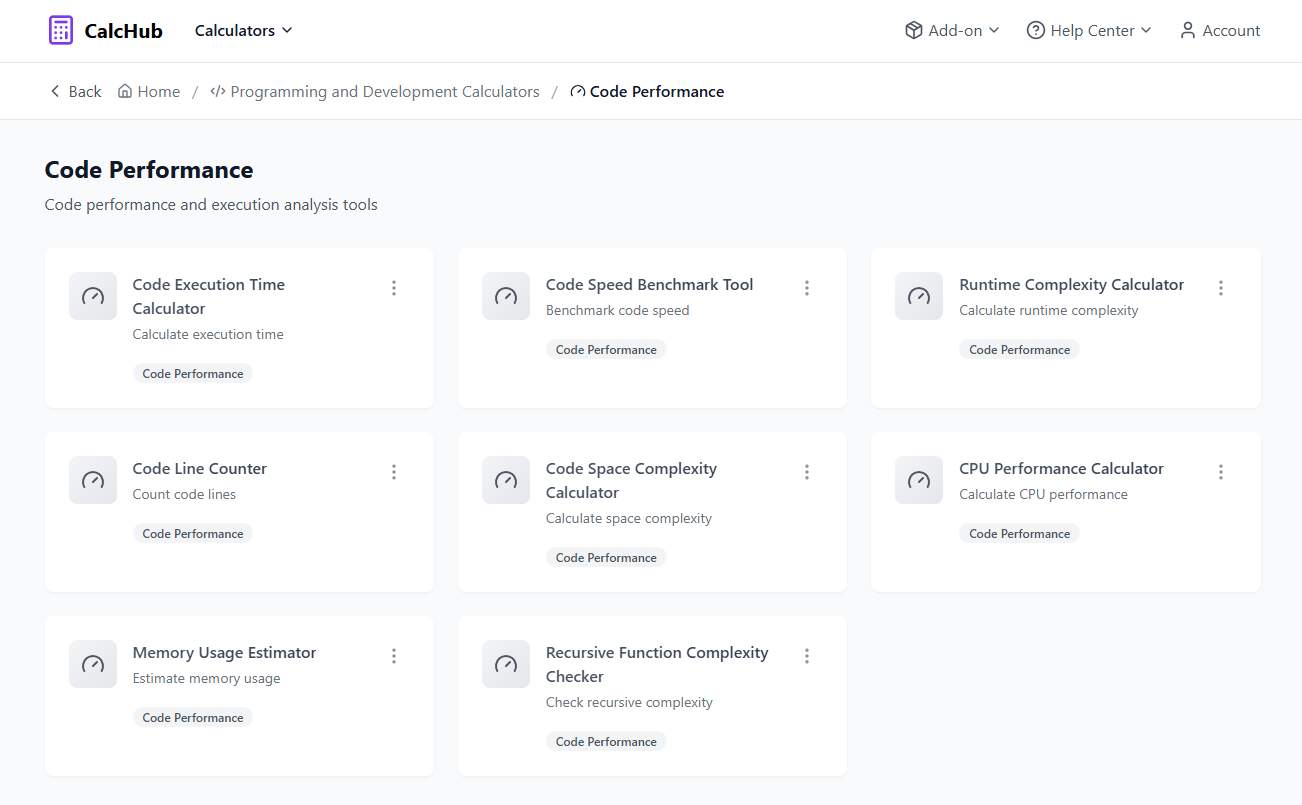 CalcHub
Calculators
Add-on
Help Center
Account
Back
Home / Programming and Development Calculators / Code Performance
Code Performance
Code performance and execution analysis tools
Code Execution Time
Calculator
Calculate execution time
Code Performance
Code Speed Benchmark Tool
Benchmark code speed
Code Performance
Runtime Complexity Calculator
Calculate runtime complexity
Code Performance
Code Line Counter
Count code lines
Code Performance
Code Space Complexity
Calculator
Calculate space complexity
Code Performance
CPU Performance Calculator
Calculate CPU performance
Code Performance
Memory Usage Estimator
Estimate memory usage
Code Performance
Recursive Function Complexity
Checker
Check recursive complexity
Code Performance